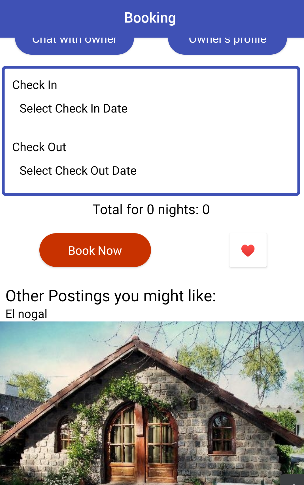 Booking
Chat with owner
Owner's profile
Check In
Select Check In Date
Check Out
Select Check Out Date
Total for 0 nights: 0
Book Now
Other Postings you might like:
El nogal